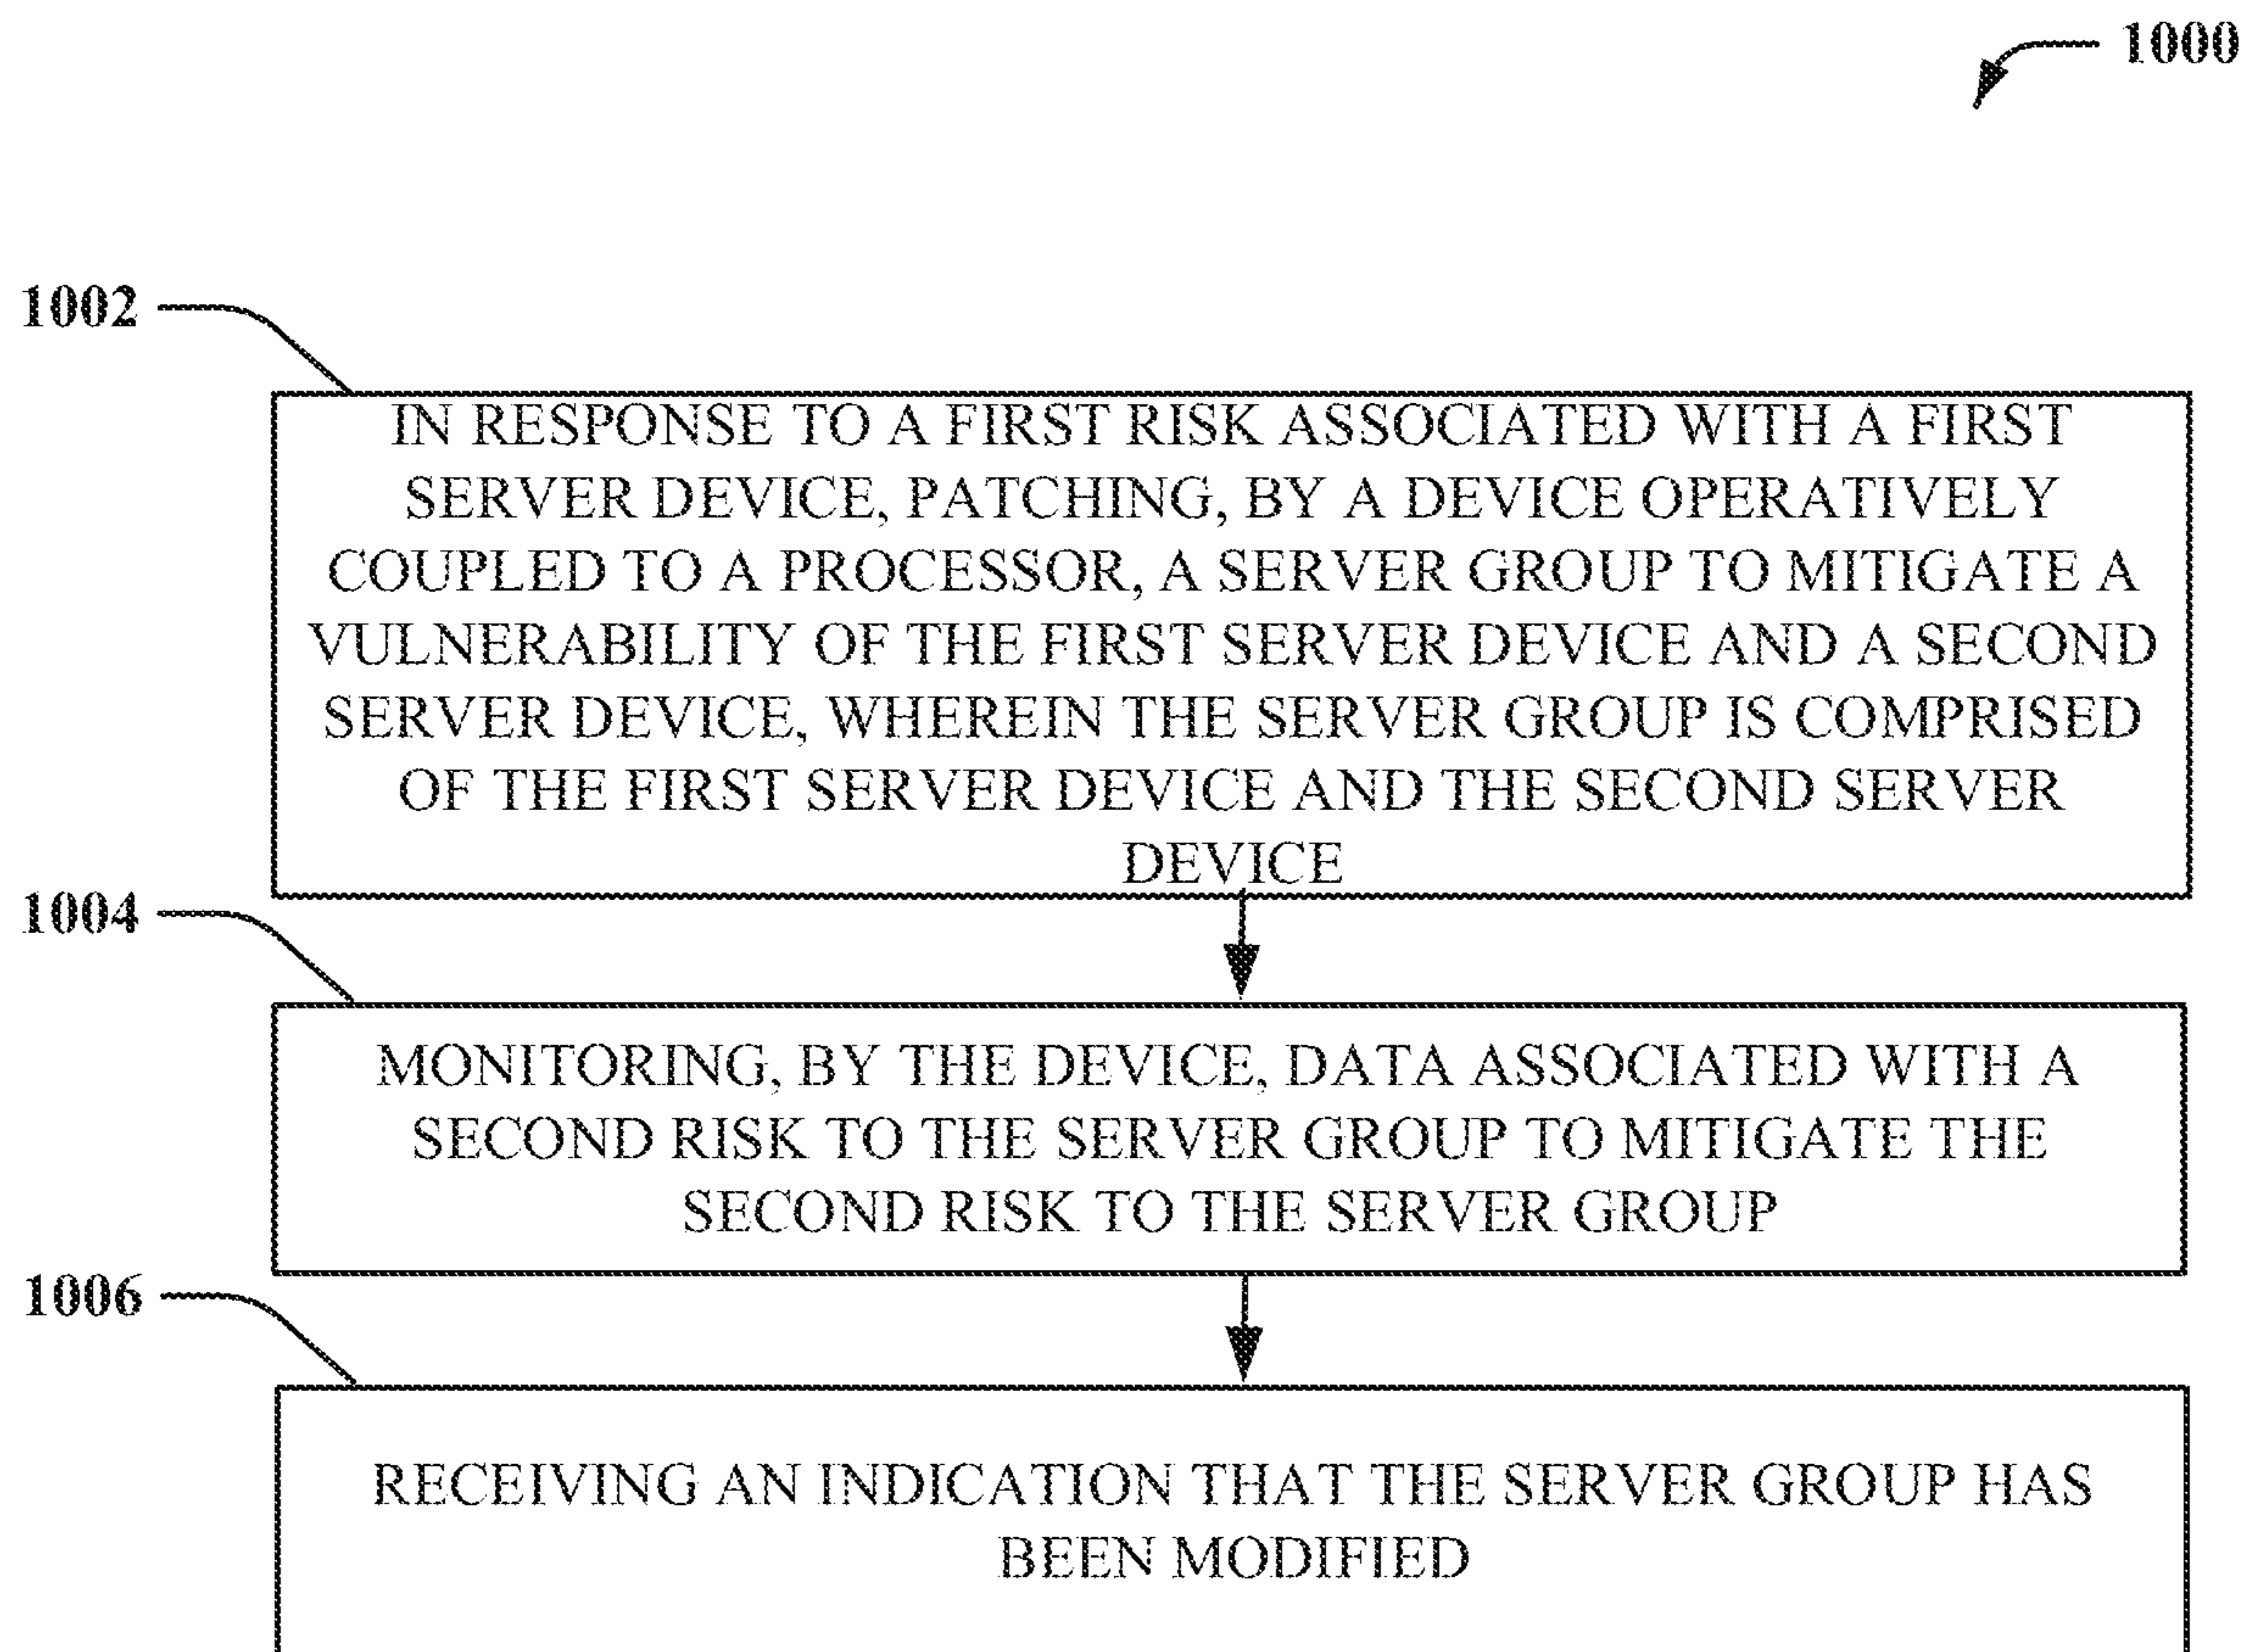 1000
1002
IN RESPONSE TO A FIRST RISK ASSOCIATED WITH A FIRST
SERVER DEVICE, PATCHING, BY A DEVICE OPERATIVELY
COUPLED TO A PROCESSOR, A SERVER GROUP TO MITIGATE A
VULNERABILITY OF THE FIRST SERVER DEVICE AND A SECOND
SERVER DEVICE, WHEREIN THE SERVER GROUP IS COMPRISED
OF THE FIRST SERVER DEVICE AND THE SECOND SERVER
DEVICE
1004
MONITORING, BY THE DEVICE, DATA ASSOCIATED WITH A
SECOND RISK TO THE SERVER GROUP TO MITIGATE THE
SECOND RISK TO THE SERVER GROUP
1006
RECEIVING AN INDICATION THAT THE SERVER GROUP HAS
BEEN MODIFIED